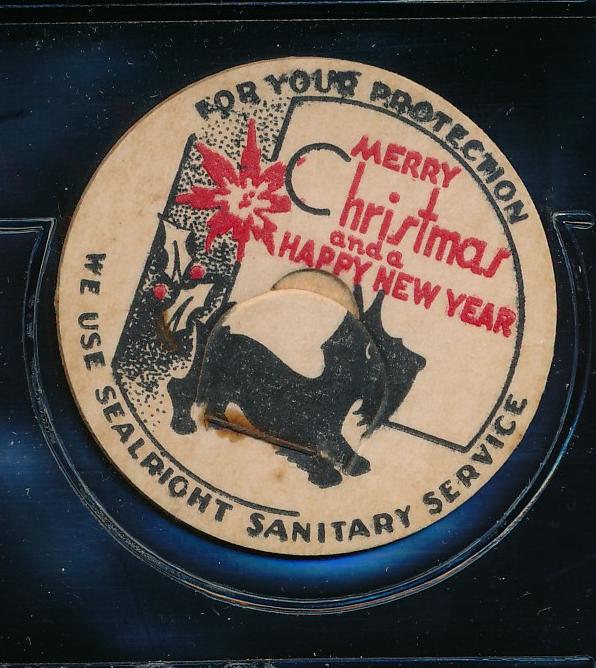 FOR YOUR PROTECTION
MERRY
Christmas
and a
HAPPY NEW YEAR
WE USE SEALRIGHT SANITARY SERVICE